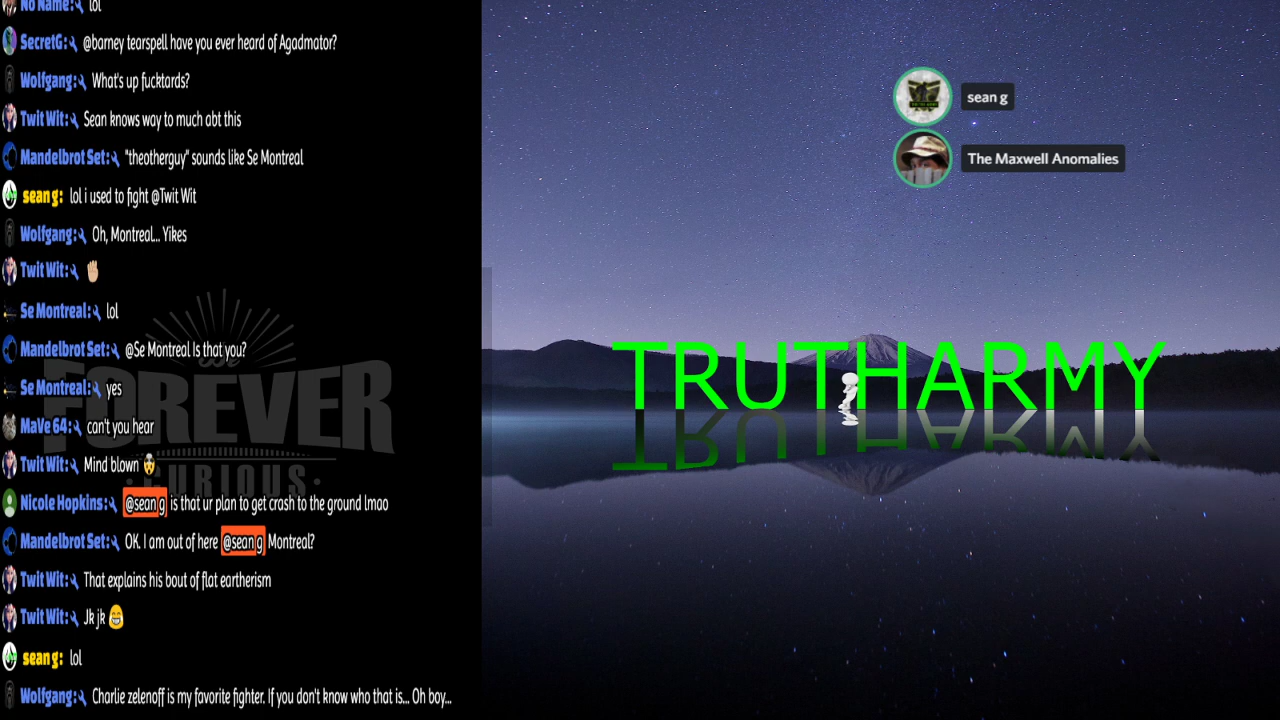 No Name: lol
SecretG: @barney tearspell have you ever heard of Agadmator?
Wolfgang: What's up fucktards?
Twit Wit: Sean knows way to much abt this
Mandelbrot Set: "theotherguy" sounds like Se Montreal
sean g: lol i used to fight @Twit Wit
Wolfgang: Oh, Montreal... Yikes
Twit Wit: ✋🏼
Se Montreal: lol
Mandelbrot Set: @Se Montreal Is that you?
Se Montreal: yes
MaVe 64: can't you hear
Twit Wit: Mind blown 🤯
Nicole Hopkins: @sean g is that ur plan to get crash to the ground lmao
Mandelbrot Set: OK. I am out of here @sean g Montreal?
Twit Wit: That explains his bout of flat eartherism
Twit Wit: Jk jk 😂
sean g: lol
Wolfgang: Charlie zelenoff is my favorite fighter. If you don't know who that is... Oh boy...
FOREVER
CURIOUS
sean g
The Maxwell Anomalies
TRUTHARMY